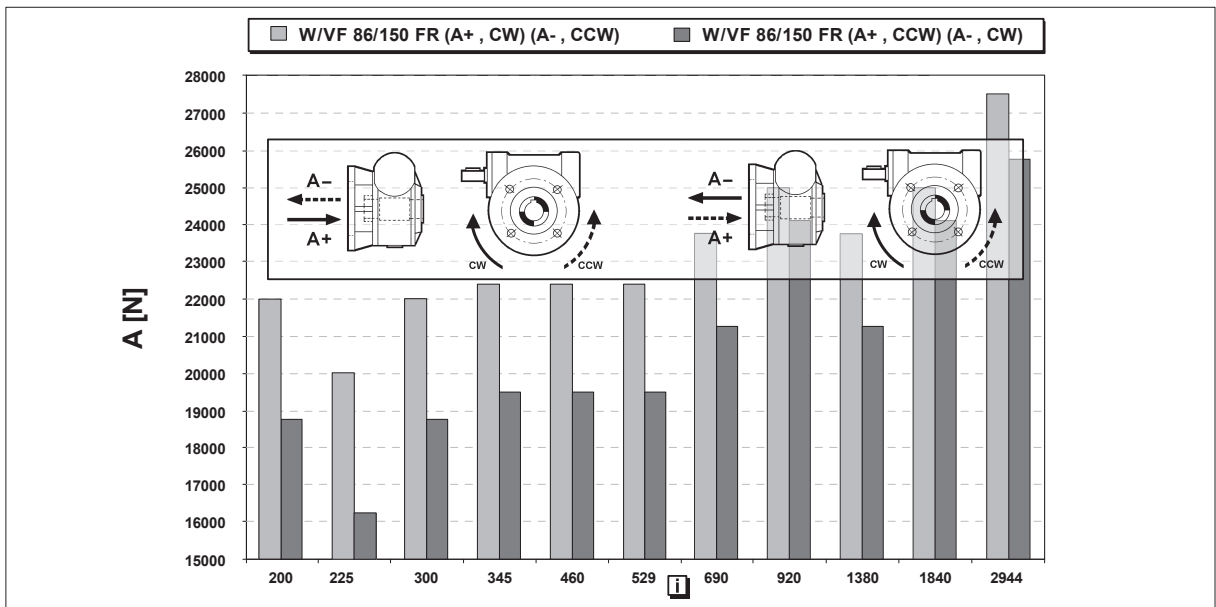 W/VF 86/150 FR (A+ , CW) (A- , CCW) W/VF 86/150 FR (A+ , CCW) (A- , CW)
28000
27000
26000
25000
24000
23000
22000
21000
20000
19000
18000
17000
16000
15000
A [N]
A−
A+
CW
CCW
A−
A+
CW
CCW
200 225 300 345 460 529 690 920 1380 1840 2944
i